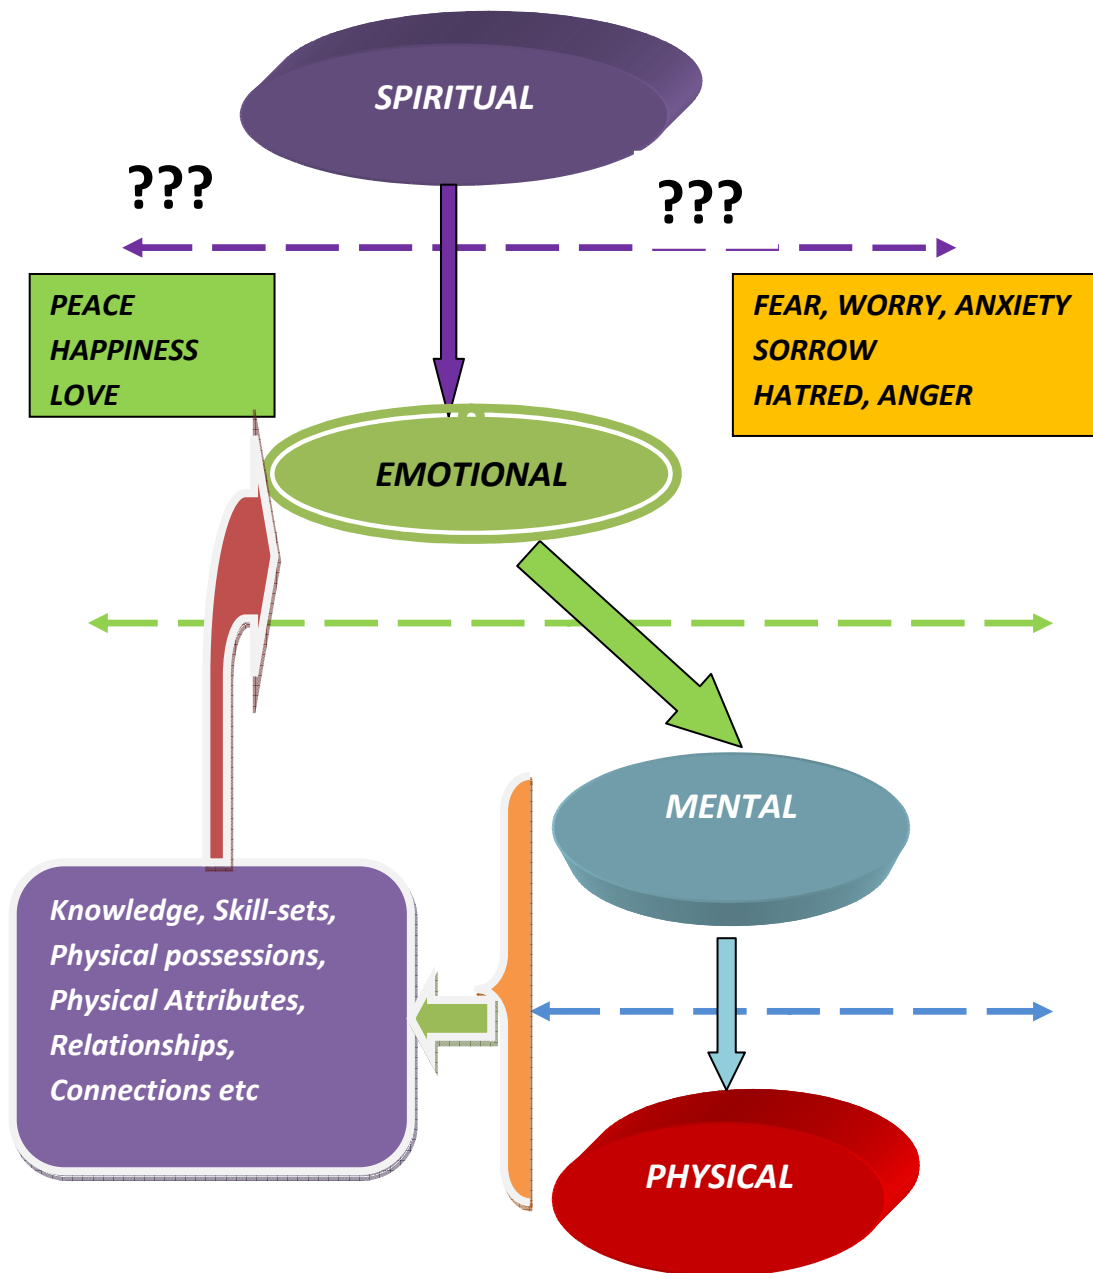 SPIRITUAL
???
???
PEACE
HAPPINESS
LOVE
FEAR, WORRY, ANXIETY
SORROW
HATRED, ANGER
EMOTIONAL
MENTAL
Knowledge, Skill-sets,
Physical possessions,
Physical Attributes,
Relationships,
Connections etc
PHYSICAL